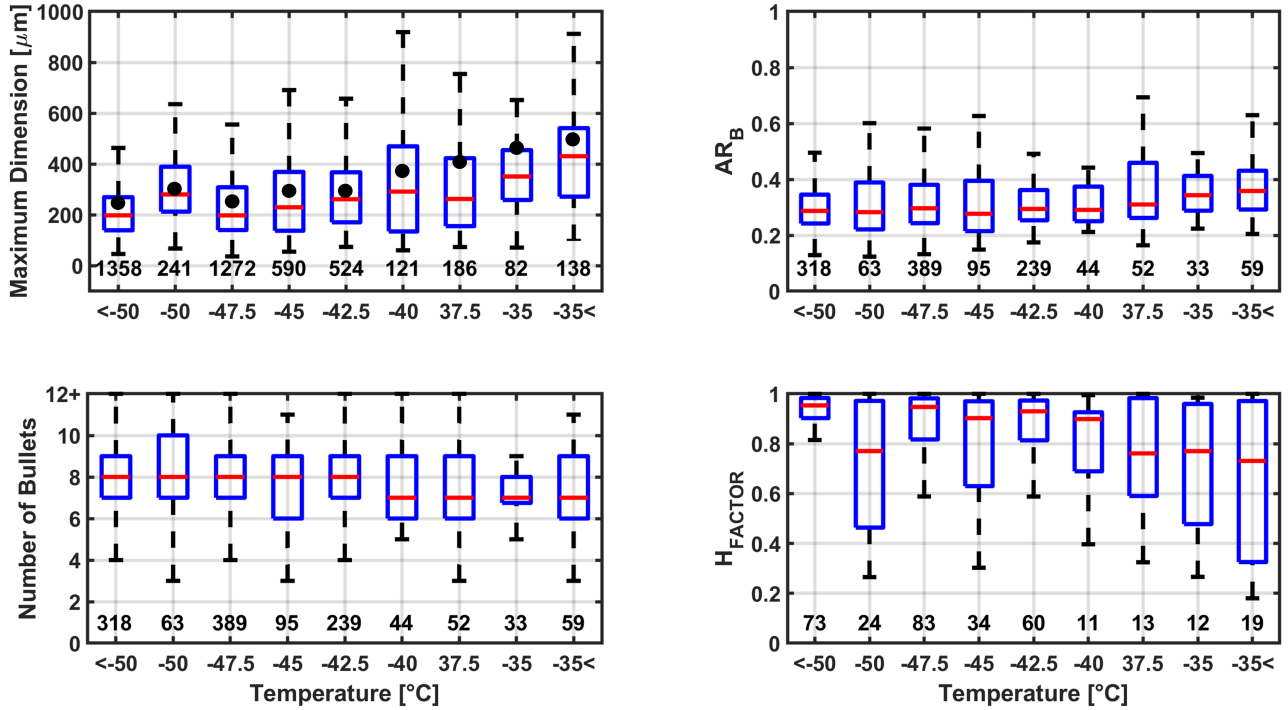 Maximum Dimension [μm]
1000
800
600
400
200
0
1358 241 1272 590 524 121 186 82 138
<-50 -50 -47.5 -45 -42.5 -40 37.5 -35 -35<
AR_B
1
0.8
0.6
0.4
0.2
0
318 63 389 95 239 44 52 33 59
<-50 -50 -47.5 -45 -42.5 -40 37.5 -35 -35<
Number of Bullets
12+
10
8
6
4
2
0
318 63 389 95 239 44 52 33 59
<-50 -50 -47.5 -45 -42.5 -40 37.5 -35 -35<
Temperature [°C]
H_FACTOR
1
0.8
0.6
0.4
0.2
0
73 24 83 34 60 11 13 12 19
<-50 -50 -47.5 -45 -42.5 -40 37.5 -35 -35<
Temperature [°C]